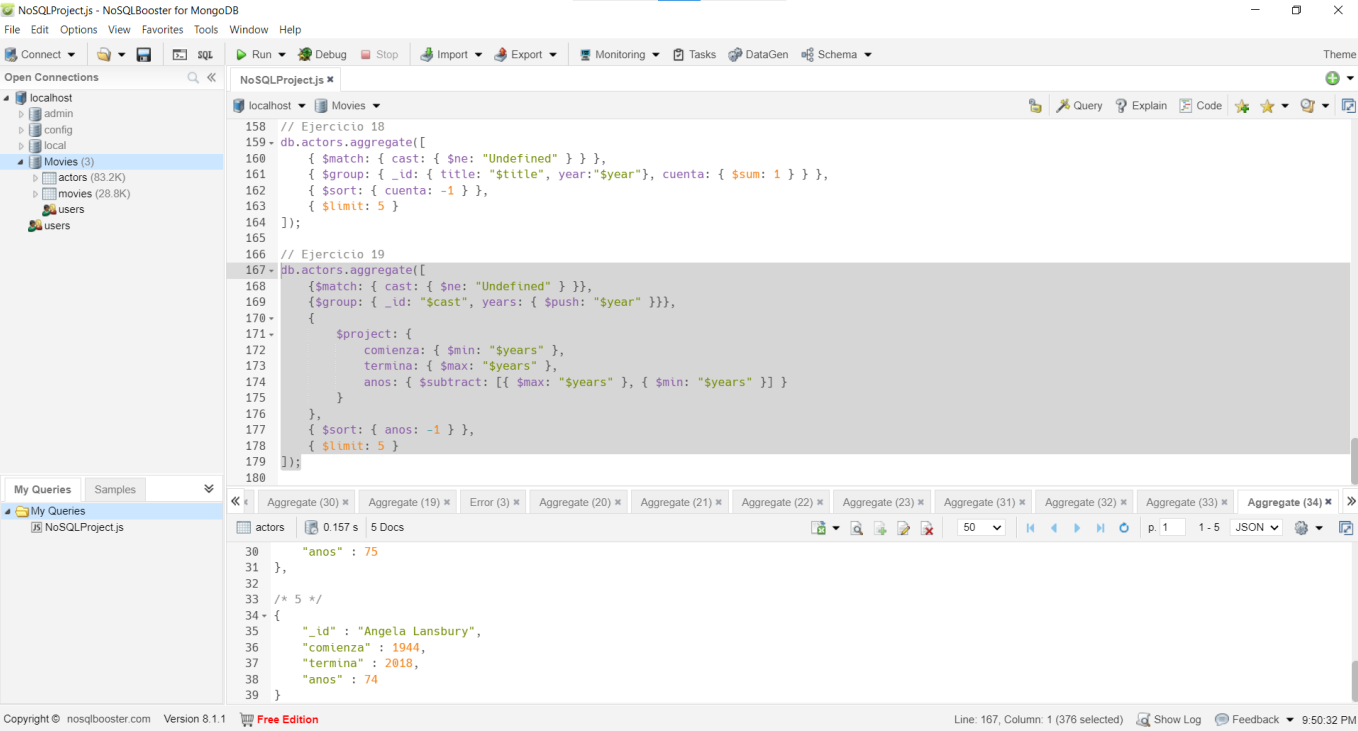 NoSQLProject.js - NoSQLBooster for MongoDB
File Edit Options View Favorites Tools Window Help
Connect SQL Run Debug Stop Import Export Monitoring Tasks DataGen Schema Theme
Open Connections
localhost
admin
config
local
Movies (3)
actors (83.2K)
movies (28.8K)
users
users
NoSQLProject.js
localhost Movies Query Explain Code
158 // Ejercicio 18
159 db.actors.aggregate([
160     { $match: { cast: { $ne: "Undefined" } } },
161     { $group: { _id: { title: "$title", year:"$year"}, cuenta: { $sum: 1 } } },
162     { $sort: { cuenta: -1 } },
163     { $limit: 5 }
164 ]);
165
166 // Ejercicio 19
167 db.actors.aggregate([
168     {$match: { cast: { $ne: "Undefined" } }},
169     {$group: { _id: "$cast", years: { $push: "$year" }}},
170     {
171         $project: {
172             comienza: { $min: "$years" },
173             termina: { $max: "$years" },
174             anos: { $subtract: [{ $max: "$years" }, { $min: "$years" }] }
175         }
176     },
177     { $sort: { anos: -1 } },
178     { $limit: 5 }
179 ]);
180
My Queries Samples
My Queries
JS NoSQLProject.js
Aggregate (30) Aggregate (19) Error (3) Aggregate (20) Aggregate (21) Aggregate (22) Aggregate (23) Aggregate (31) Aggregate (32) Aggregate (33) Aggregate (34)
actors 0.157 s 5 Docs 50 p. 1 1 - 5 JSON
30     "anos" : 75
31 },
32
33 /* 5 */
34 {
35     "_id" : "Angela Lansbury",
36     "comienza" : 1944,
37     "termina" : 2018,
38     "anos" : 74
39 }
Copyright © nosqlbooster.com Version 8.1.1 Free Edition Line: 167, Column: 1 (376 selected) Show Log Feedback 9:50:32 PM